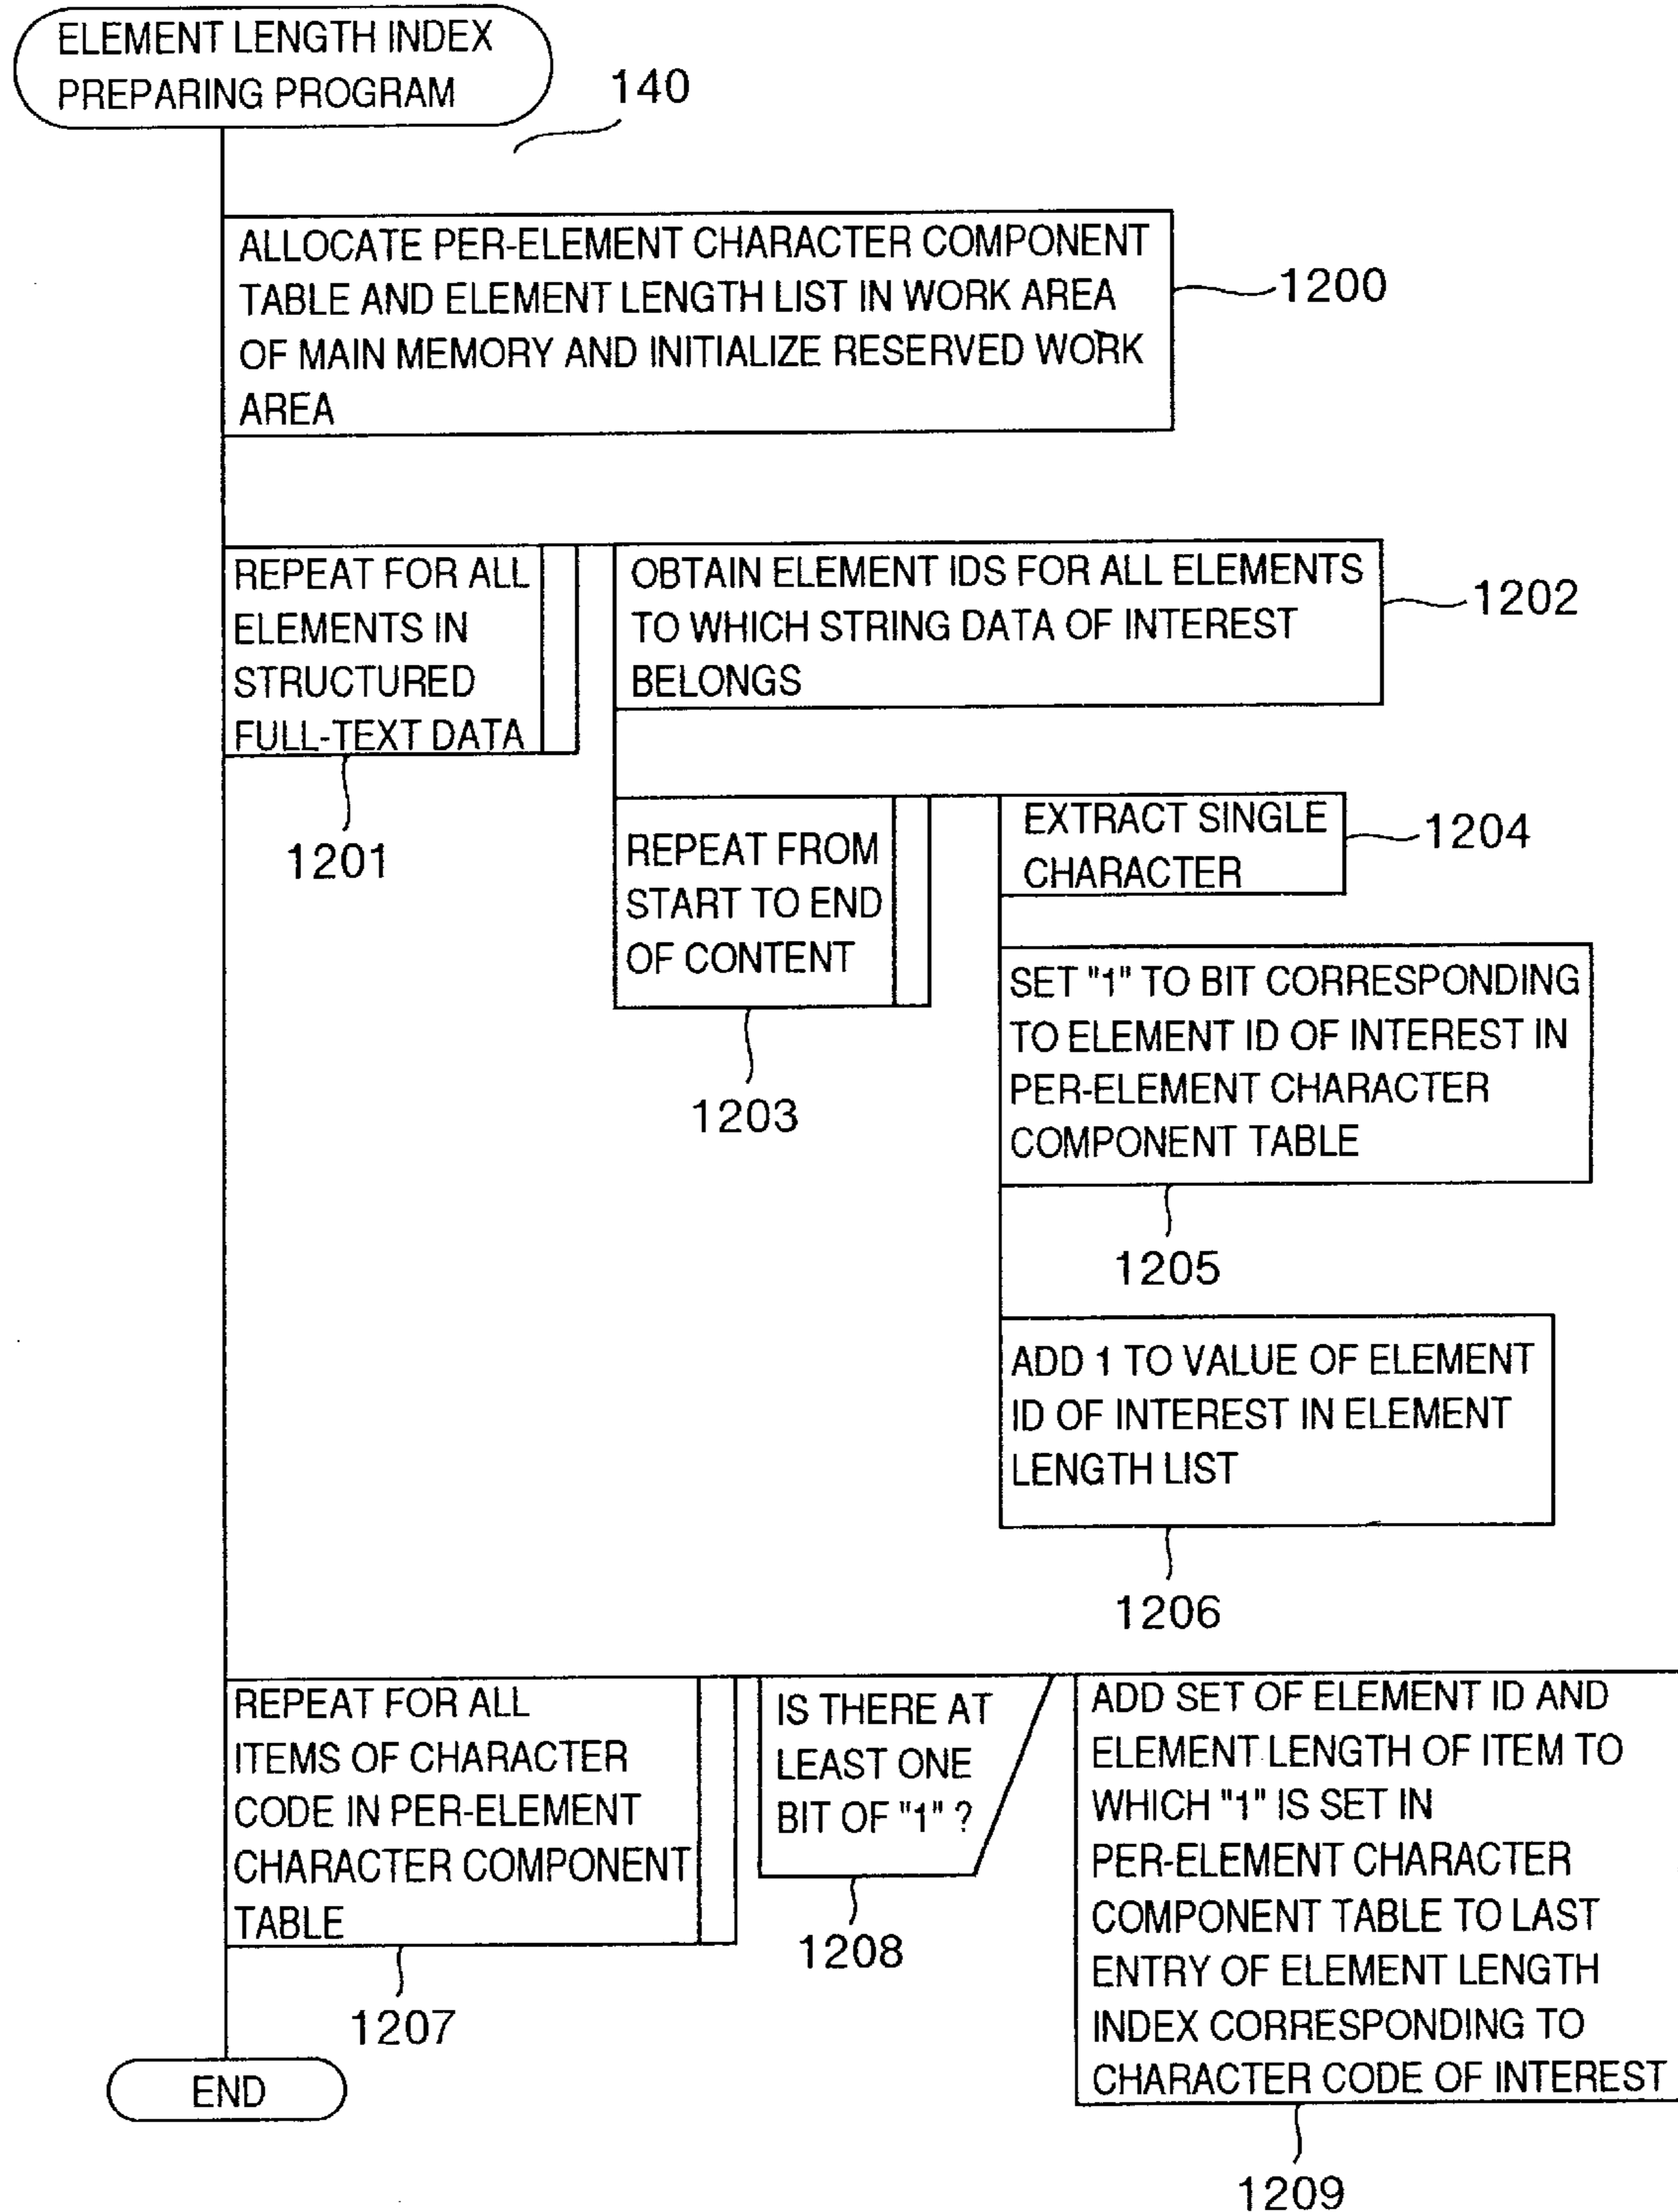 ELEMENT LENGTH INDEX
PREPARING PROGRAM
140
ALLOCATE PER-ELEMENT CHARACTER COMPONENT
TABLE AND ELEMENT LENGTH LIST IN WORK AREA
OF MAIN MEMORY AND INITIALIZE RESERVED WORK
AREA
1200
REPEAT FOR ALL
ELEMENTS IN
STRUCTURED
FULL-TEXT DATA
1201
OBTAIN ELEMENT IDS FOR ALL ELEMENTS
TO WHICH STRING DATA OF INTEREST
BELONGS
1202
REPEAT FROM
START TO END
OF CONTENT
1203
EXTRACT SINGLE
CHARACTER
1204
SET "1" TO BIT CORRESPONDING
TO ELEMENT ID OF INTEREST IN
PER-ELEMENT CHARACTER
COMPONENT TABLE
1205
ADD 1 TO VALUE OF ELEMENT
ID OF INTEREST IN ELEMENT
LENGTH LIST
1206
REPEAT FOR ALL
ITEMS OF CHARACTER
CODE IN PER-ELEMENT
CHARACTER COMPONENT
TABLE
1207
IS THERE AT
LEAST ONE
BIT OF "1" ?
1208
ADD SET OF ELEMENT ID AND
ELEMENT LENGTH OF ITEM TO
WHICH "1" IS SET IN
PER-ELEMENT CHARACTER
COMPONENT TABLE TO LAST
ENTRY OF ELEMENT LENGTH
INDEX CORRESPONDING TO
CHARACTER CODE OF INTEREST
1209
END